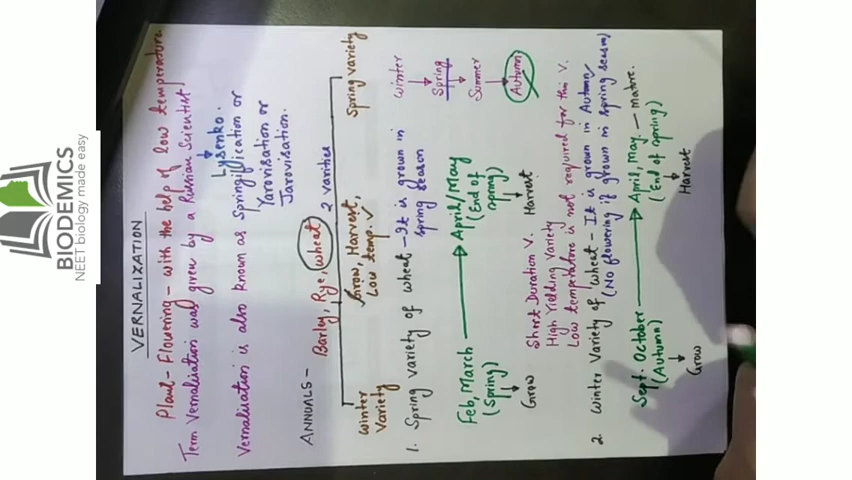 BIODEMICS
NEET biology made easy
VERNALIZATION
Plant - Flowering - with the help of low temperature
Term Vernalisation was given by a Russian Scientist
Lysenko.
Vernalisation is also known as Springification or
Yarovisation or
Jarovisation.
ANNUALS - Barley, Rye, wheat 2 varities
Winter Variety
Grow, Harvest, Low temp. ✓
Spring variety
Winter
Spring
Summer
Autumn
1. Spring variety of wheat - It is grown in
spring season
Feb, March → April/May
(Spring) (End of spring)
Grow Harvest
Short Duration V.
High Yielding Variety
Low temperature is not required for this V.
2 Winter Variety of wheat - It is grown in Autumn
(No flowering if grown in spring season)
Sept. October → April, May - mature.
(Autumn) (End of spring)
Grow Harvest